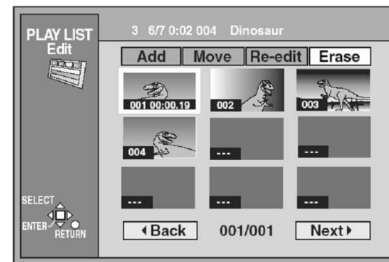 PLAY LIST
Edit
3 6/7 0:02 004 Dinosaur
Add Move Re-edit Erase
001 00:00.19 002 003
004 --- ---
--- --- ---
SELECT
ENTER RETURN
Back 001/001 Next